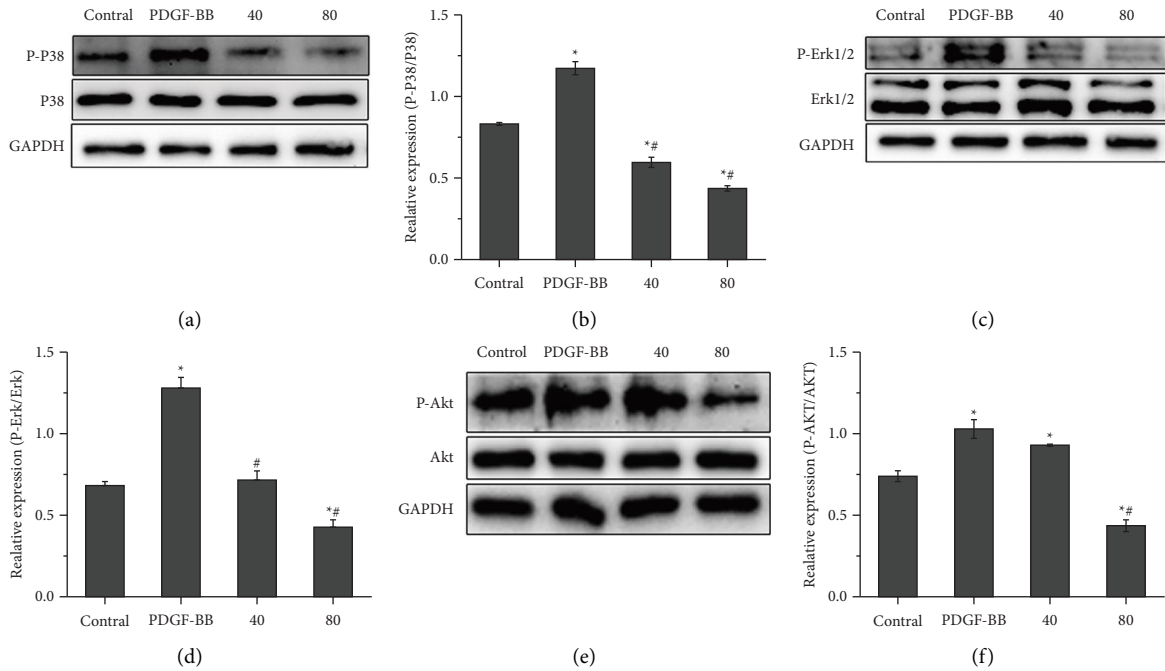 Contral PDGF-BB 40 80
P-P38
P38
GAPDH
(a)
Realative expression (P-P38/P38)
1.5
1.0
0.5
0.0
*
*#
*#
Contral PDGF-BB 40 80
(b)
Contral PDGF-BB 40 80
P-Erk1/2
Erk1/2
GAPDH
(c)
Realative expression (P-Erk/Erk)
1.5
1.0
0.5
0.0
*
#
*#
Contral PDGF-BB 40 80
(d)
Control PDGF-BB 40 80
P-Akt
Akt
GAPDH
(e)
Realative expression (P-AKT/AKT)
1.5
1.0
0.5
0.0
*
*
*#
Contral PDGF-BB 40 80
(f)